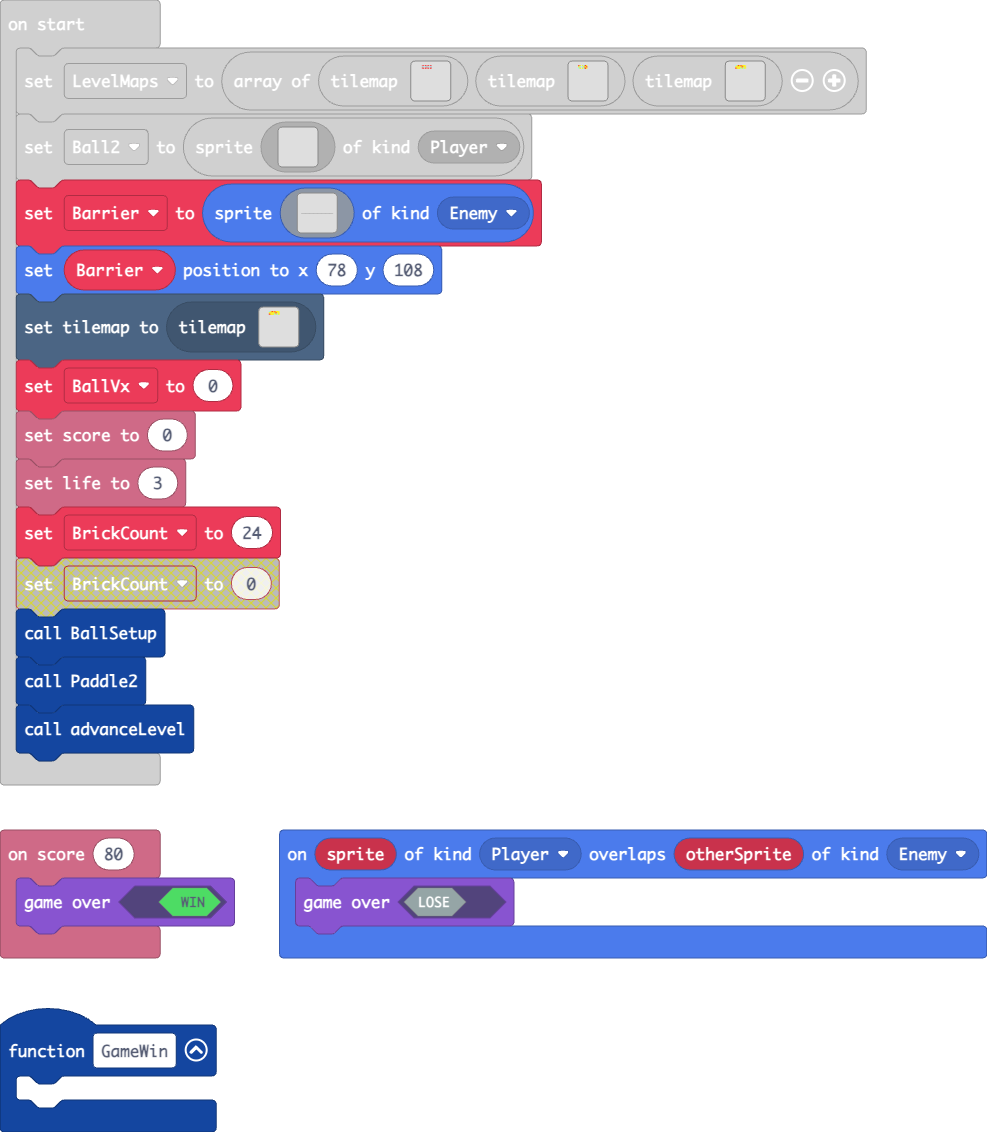 on start
set LevelMaps to array of tilemap tilemap tilemap
set Ball2 to sprite of kind Player
set Barrier to sprite of kind Enemy
set Barrier position to x 78 y 108
set tilemap to tilemap
set BallVx to 0
set score to 0
set life to 3
set BrickCount to 24
set BrickCount to 0
call BallSetup
call Paddle2
call advanceLevel
on score 80
game over WIN
on sprite of kind Player overlaps otherSprite of kind Enemy
game over LOSE
function GameWin